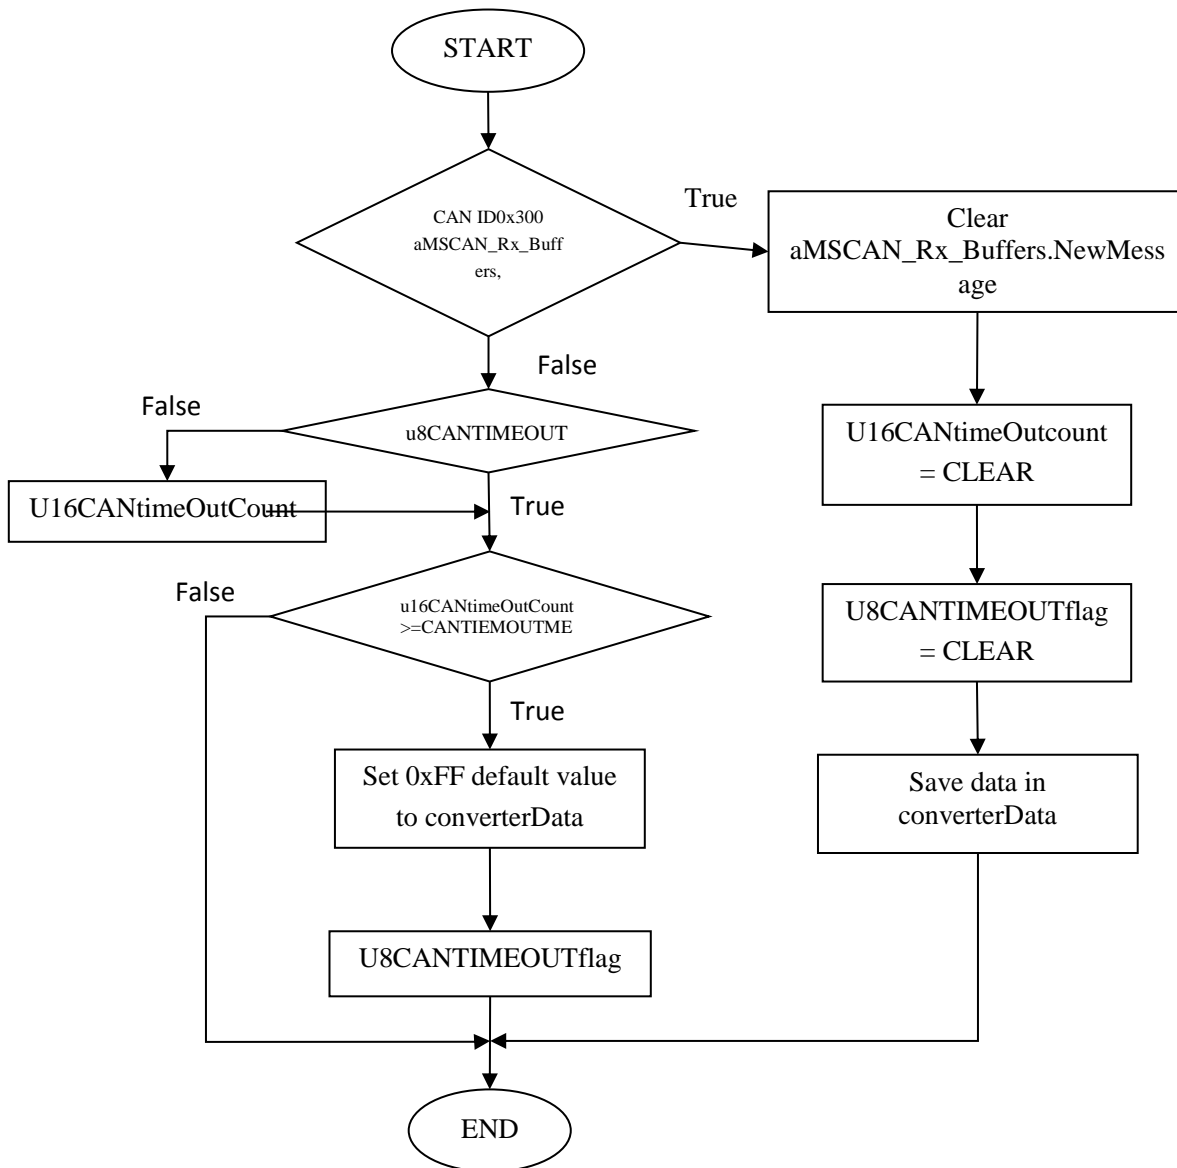 START
CAN ID0x300
aMSCAN_Rx_Buff
ers,
True
Clear
aMSCAN_Rx_Buffers.NewMess
age
False
False
u8CANTIMEOUT
U16CANtimeOutcount
= CLEAR
U16CANtimeOutCount
True
False
u16CANtimeOutCount
>=CANTIEMOUTME
U8CANTIMEOUTflag
= CLEAR
True
Set 0xFF default value
to converterData
Save data in
converterData
U8CANTIMEOUTflag
END